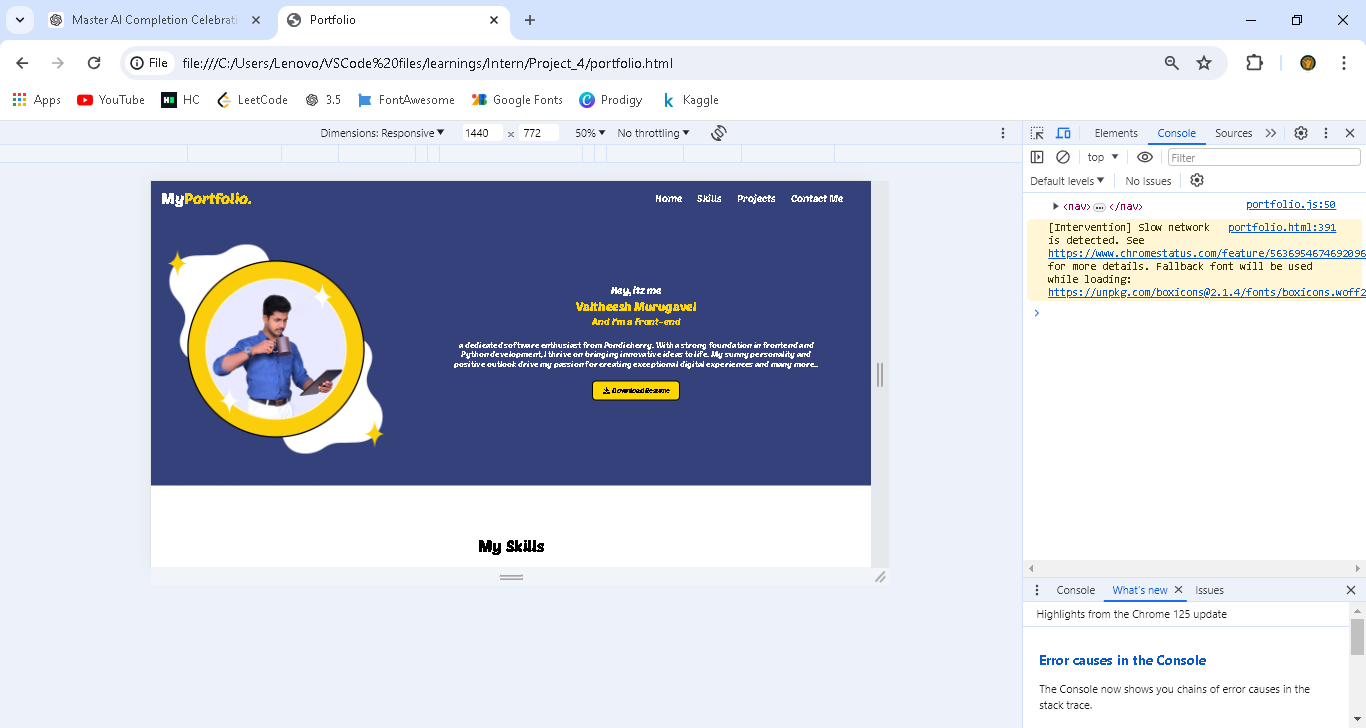 Master AI Completion Celebrati
Portfolio
File
file:///C:/Users/Lenovo/VSCode%20files/learnings/Intern/Project_4/portfolio.html
Apps
YouTube
HC
LeetCode
3.5
FontAwesome
Google Fonts
Prodigy
Kaggle
Dimensions: Responsive ▼ 1440 x 772 50% ▼ No throttling ▼
Elements Console Sources
top ▼ Filter
Default levels ▼ No Issues
MyPortfolio.
Home Skills Projects Contact Me
Hey, itz me
Vaitheesh Murugavel
And I'm a Front-end
a dedicated software enthusiast from Pondicherry. With a strong foundation in frontend and
Python development, I thrive on bringing innovative ideas to life. My sunny personality and
positive outlook drive my passion for creating exceptional digital experiences and many more...
Download Resume
My Skills
▶ <nav>…</nav> portfolio.js:50
[Intervention] Slow network portfolio.html:391
is detected. See
https://www.chromestatus.com/feature/5636954674692096
for more details. Fallback font will be used
while loading:
https://unpkg.com/boxicons@2.1.4/fonts/boxicons.woff2
Console What's new Issues
Highlights from the Chrome 125 update
Error causes in the Console
The Console now shows you chains of error causes in the
stack trace.